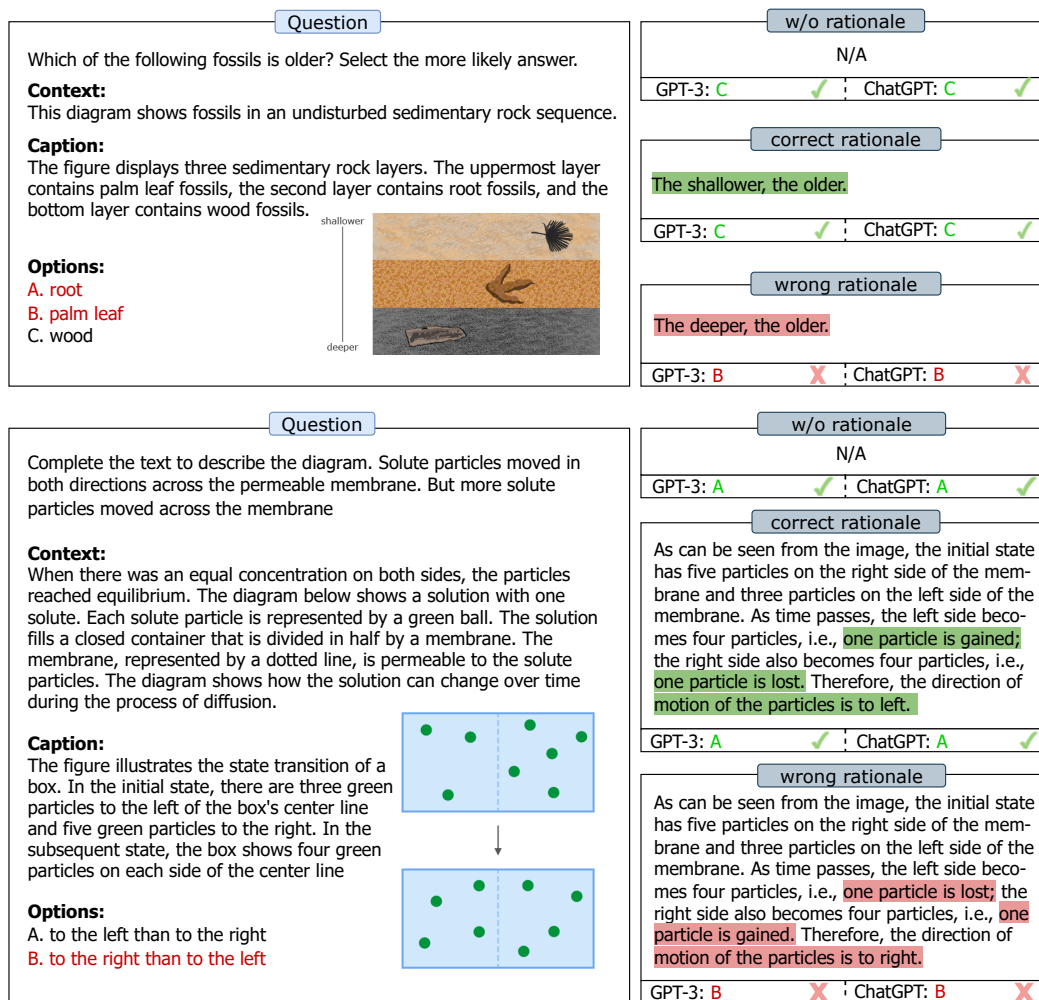 Question
Which of the following fossils is older? Select the more likely answer.
Context:
This diagram shows fossils in an undisturbed sedimentary rock sequence.
Caption:
The figure displays three sedimentary rock layers. The uppermost layer
contains palm leaf fossils, the second layer contains root fossils, and the
bottom layer contains wood fossils.
shallower
deeper
Options:
A. root
B. palm leaf
C. wood
w/o rationale
N/A
GPT-3: C ChatGPT: C
correct rationale
The shallower, the older.
GPT-3: C ChatGPT: C
wrong rationale
The deeper, the older.
GPT-3: B ChatGPT: B
Question
Complete the text to describe the diagram. Solute particles moved in
both directions across the permeable membrane. But more solute
particles moved across the membrane
Context:
When there was an equal concentration on both sides, the particles
reached equilibrium. The diagram below shows a solution with one
solute. Each solute particle is represented by a green ball. The solution
fills a closed container that is divided in half by a membrane. The
membrane, represented by a dotted line, is permeable to the solute
particles. The diagram shows how the solution can change over time
during the process of diffusion.
Caption:
The figure illustrates the state transition of a
box. In the initial state, there are three green
particles to the left of the box's center line
and five green particles to the right. In the
subsequent state, the box shows four green
particles on each side of the center line
Options:
A. to the left than to the right
B. to the right than to the left
w/o rationale
N/A
GPT-3: A ChatGPT: A
correct rationale
As can be seen from the image, the initial state
has five particles on the right side of the mem-
brane and three particles on the left side of the
membrane. As time passes, the left side beco-
mes four particles, i.e., one particle is gained;
the right side also becomes four particles, i.e.,
one particle is lost. Therefore, the direction of
motion of the particles is to left.
GPT-3: A ChatGPT: A
wrong rationale
As can be seen from the image, the initial state
has five particles on the right side of the mem-
brane and three particles on the left side of the
membrane. As time passes, the left side beco-
mes four particles, i.e., one particle is lost; the
right side also becomes four particles, i.e., one
particle is gained. Therefore, the direction of
motion of the particles is to right.
GPT-3: B ChatGPT: B